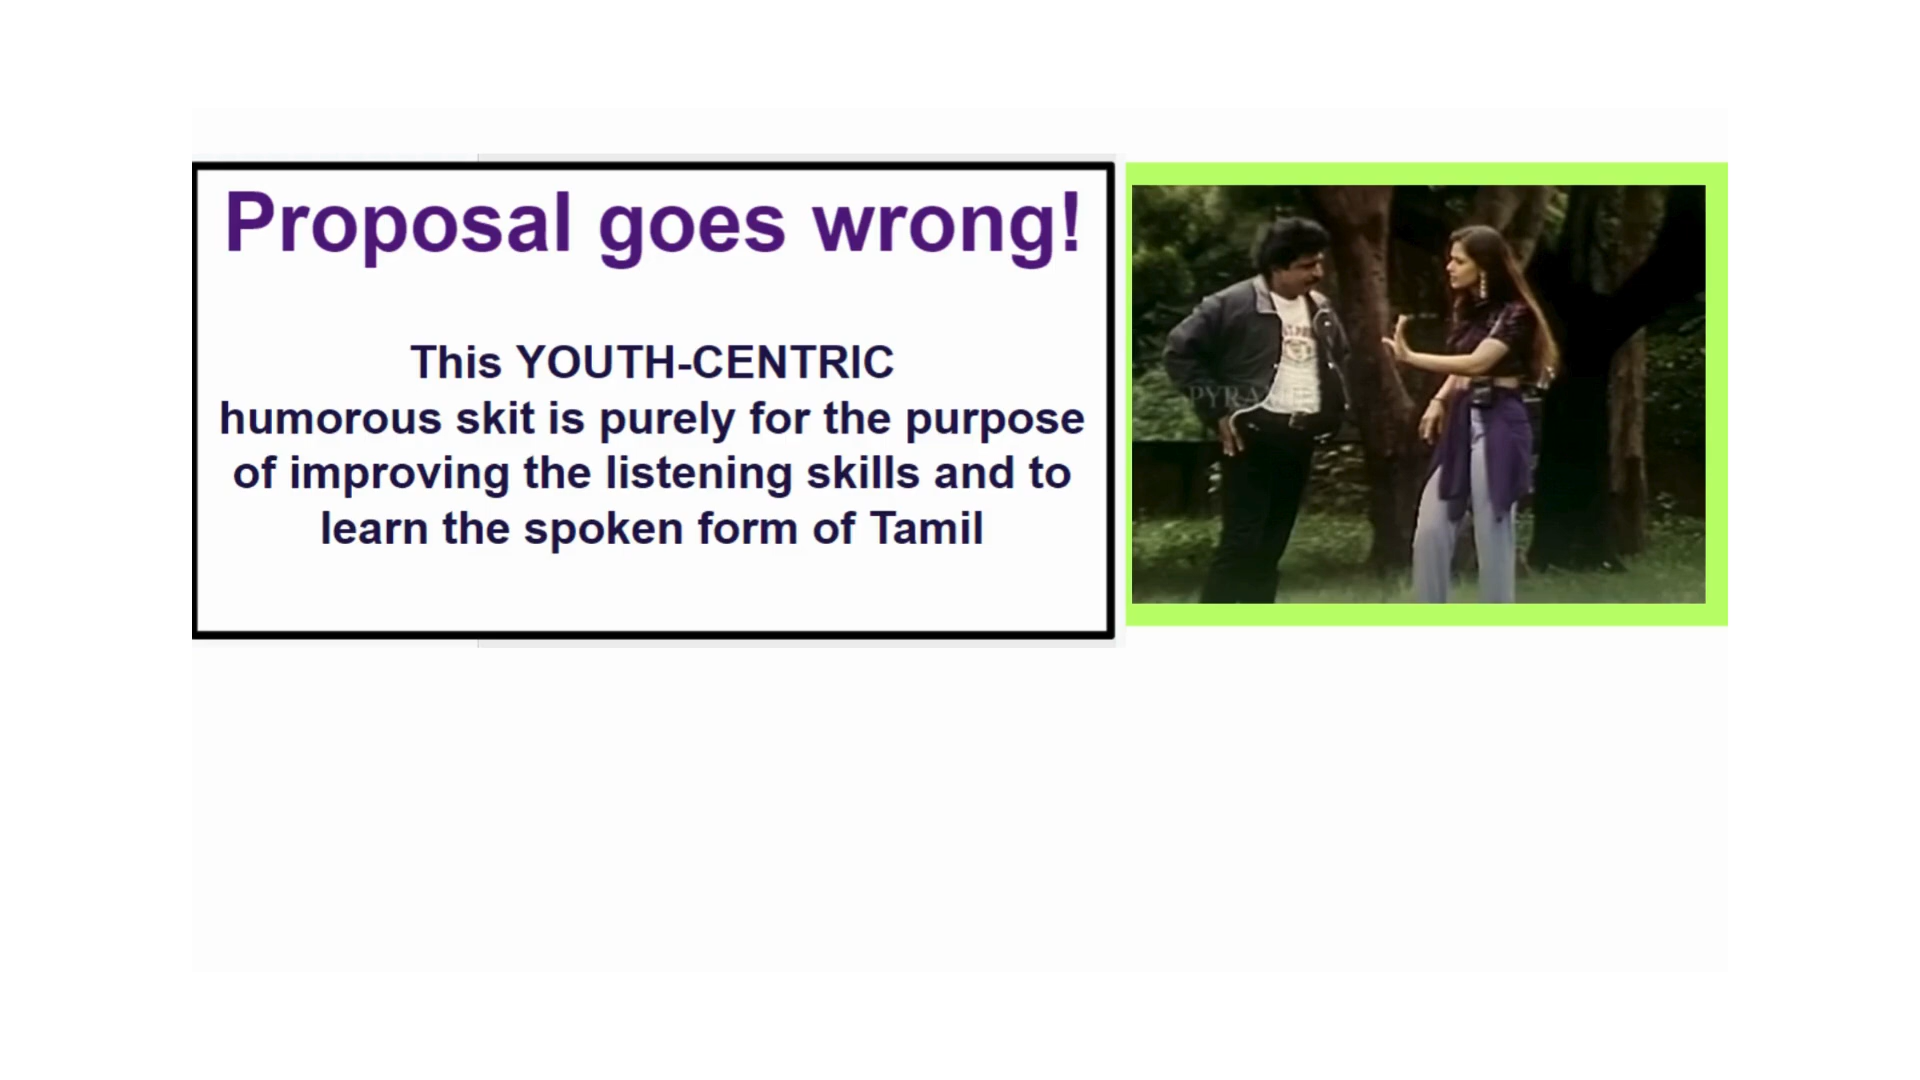 Proposal goes wrong!
This YOUTH-CENTRIC
humorous skit is purely for the purpose
of improving the listening skills and to
learn the spoken form of Tamil